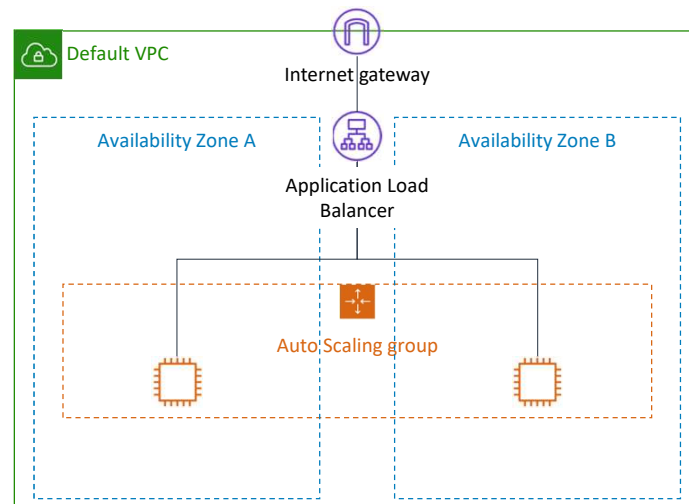 Default VPC
Internet gateway
Availability Zone A
Availability Zone B
Application Load
Balancer
Auto Scaling group